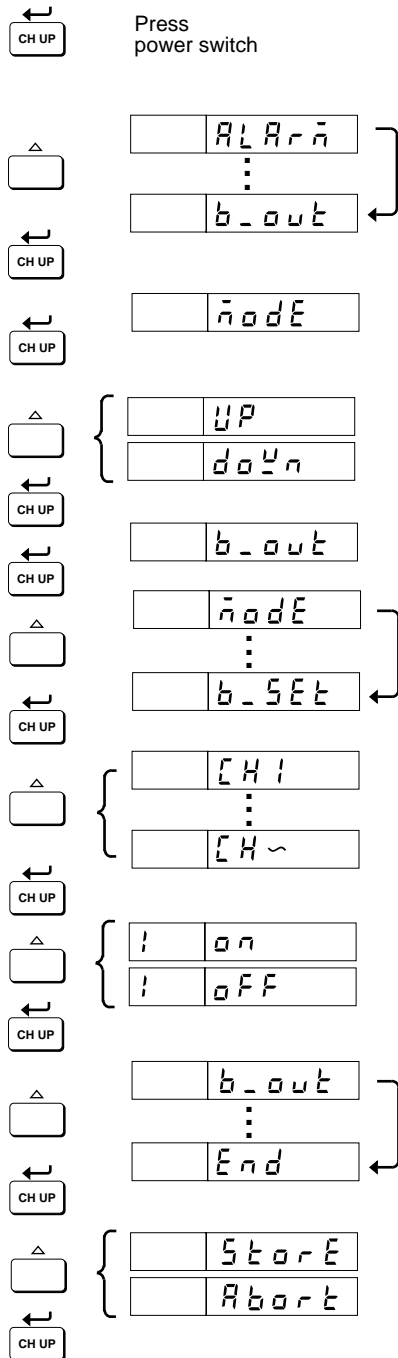 CH UP
Press
power switch
ALArm
b_out
CH UP
modE
CH UP
UP
doWn
CH UP
b_out
CH UP
modE
b_SEt
CH UP
CH1
CH~
CH UP
1 on
1 oFF
CH UP
b_out
End
CH UP
StorE
Abort
CH UP